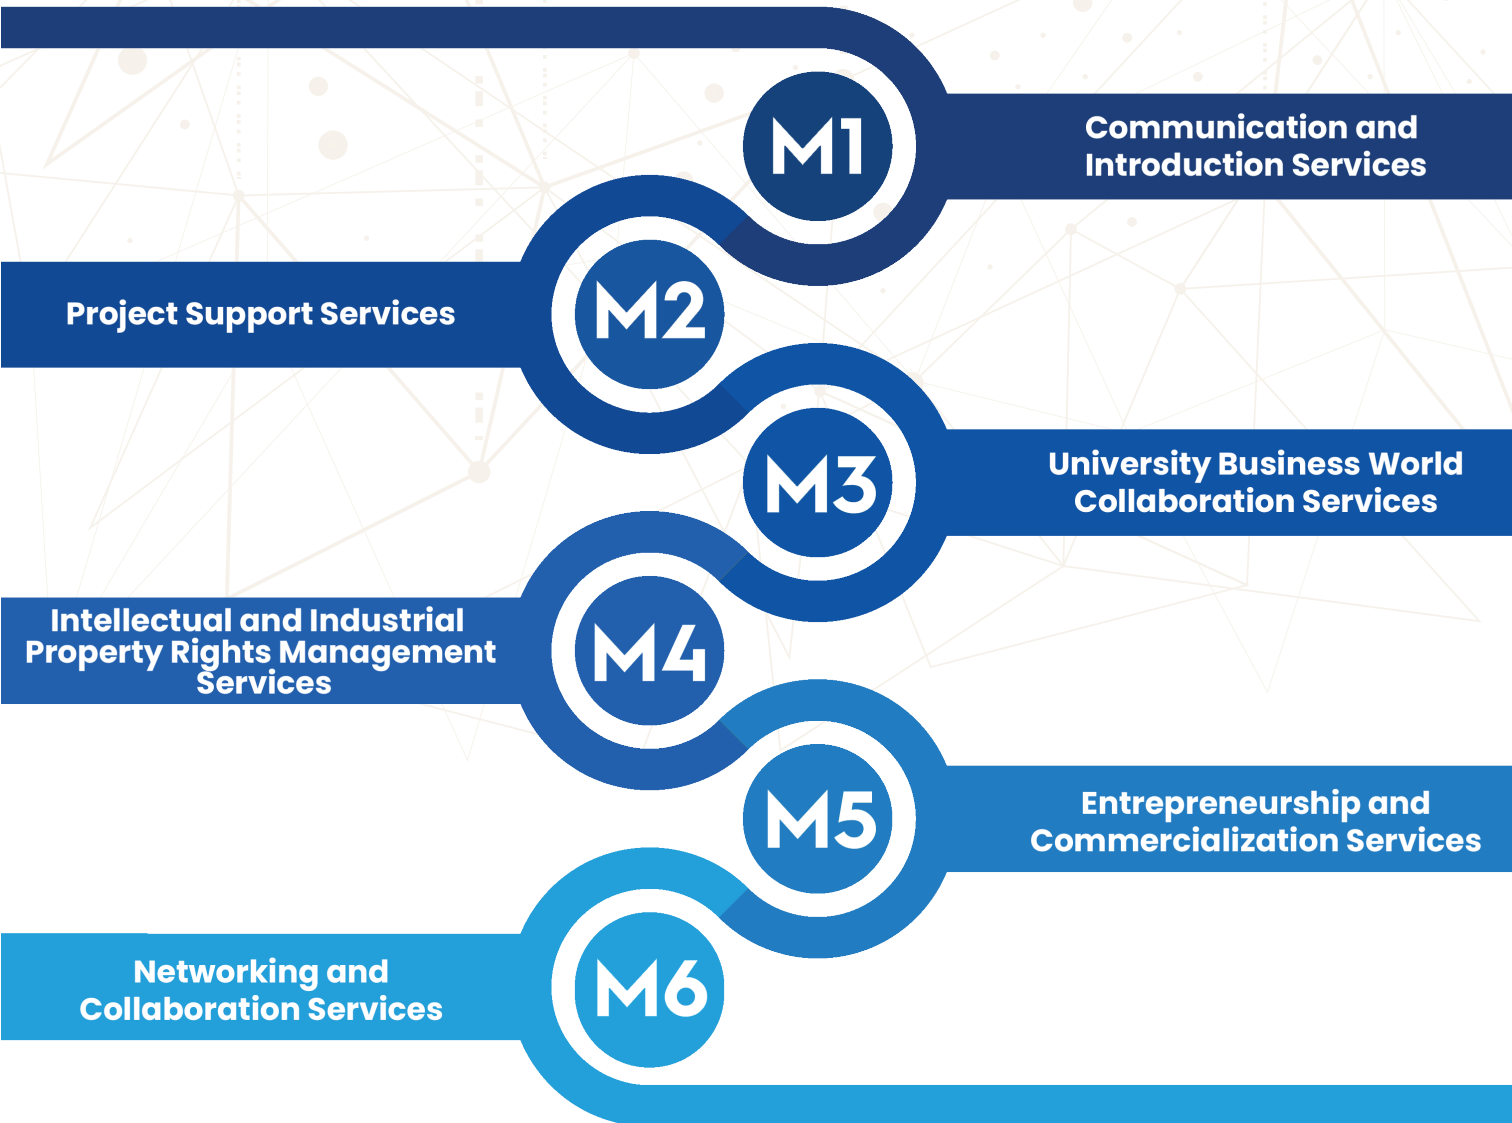 M1
Communication and
Introduction Services
M2
Project Support Services
M3
University Business World
Collaboration Services
M4
Intellectual and Industrial
Property Rights Management
Services
M5
Entrepreneurship and
Commercialization Services
M6
Networking and
Collaboration Services